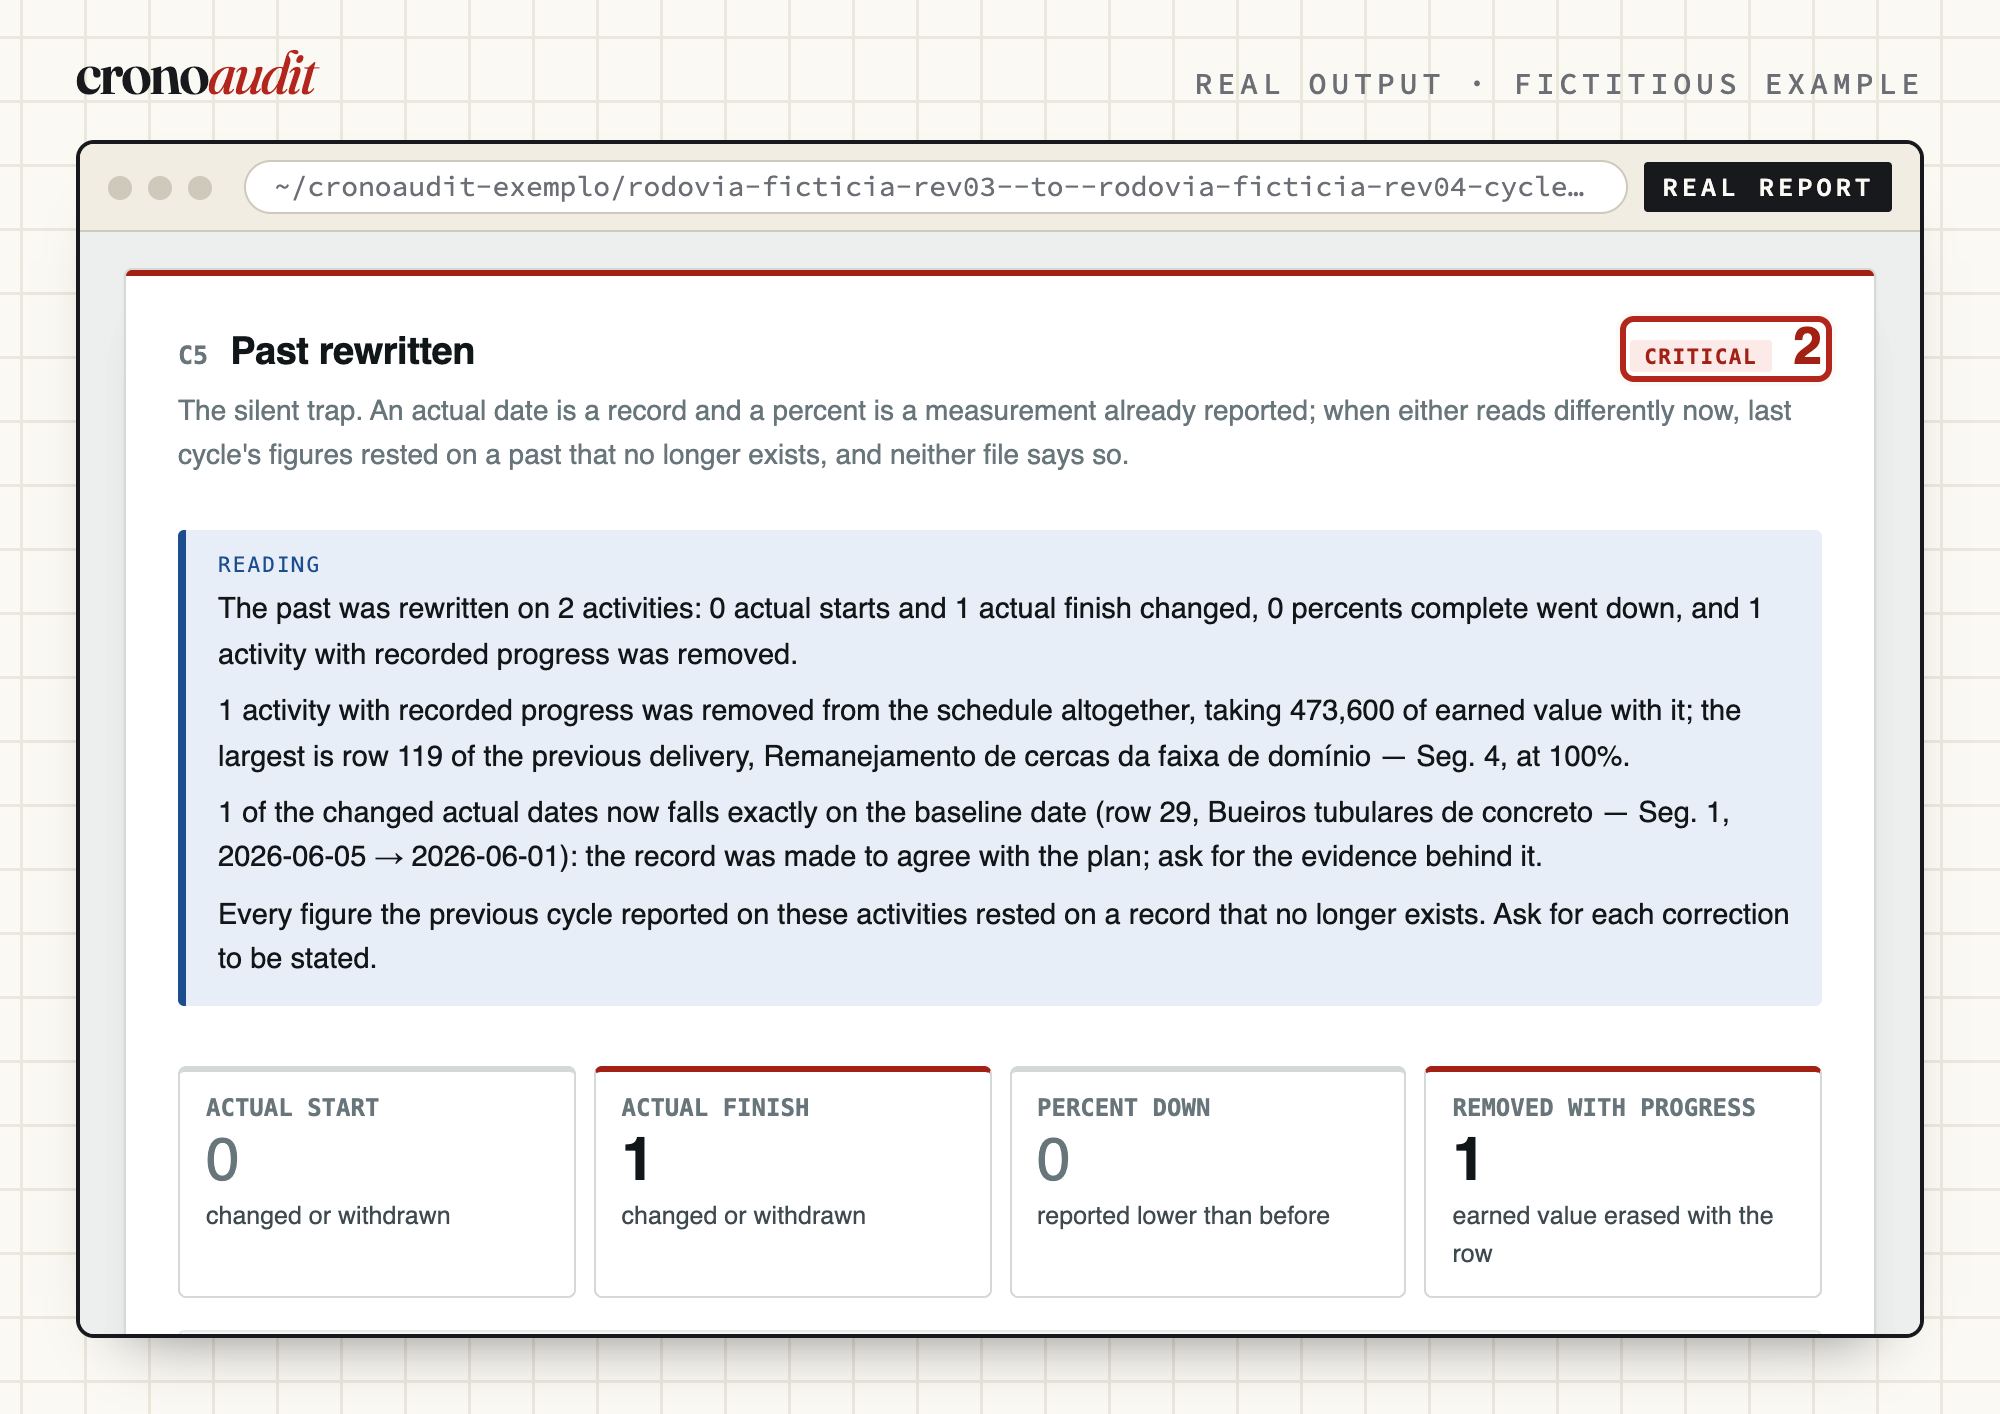 cronoaudit
REAL OUTPUT · FICTITIOUS EXAMPLE
~/cronoaudit-exemplo/rodovia-ficticia-rev03--to--rodovia-ficticia-rev04-cycle…
REAL REPORT
C5 Past rewritten
CRITICAL 2
The silent trap. An actual date is a record and a percent is a measurement already reported; when either reads differently now, last
cycle's figures rested on a past that no longer exists, and neither file says so.
READING
The past was rewritten on 2 activities: 0 actual starts and 1 actual finish changed, 0 percents complete went down, and 1
activity with recorded progress was removed.
1 activity with recorded progress was removed from the schedule altogether, taking 473,600 of earned value with it; the
largest is row 119 of the previous delivery, Remanejamento de cercas da faixa de domínio — Seg. 4, at 100%.
1 of the changed actual dates now falls exactly on the baseline date (row 29, Bueiros tubulares de concreto — Seg. 1,
2026-06-05 → 2026-06-01): the record was made to agree with the plan; ask for the evidence behind it.
Every figure the previous cycle reported on these activities rested on a record that no longer exists. Ask for each correction
to be stated.
ACTUAL START
0
changed or withdrawn
ACTUAL FINISH
1
changed or withdrawn
PERCENT DOWN
0
reported lower than before
REMOVED WITH PROGRESS
1
earned value erased with the
row